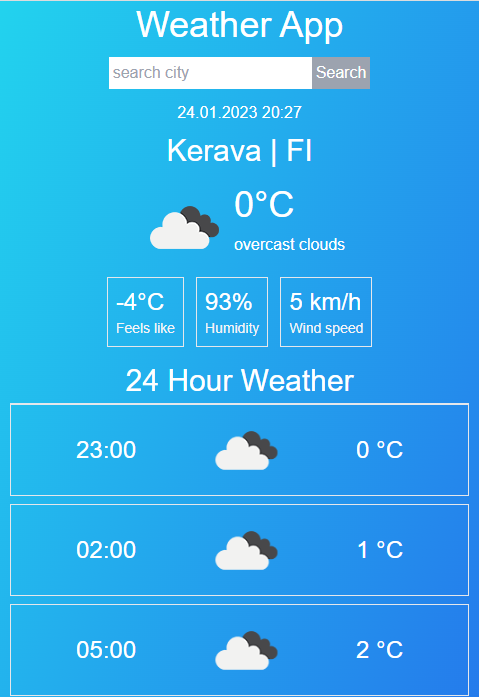 Weather App
search city Search
24.01.2023 20:27
Kerava | FI
0°C
overcast clouds
-4°C 93% 5 km/h
Feels like Humidity Wind speed
24 Hour Weather
23:00 0 °C
02:00 1 °C
05:00 2 °C